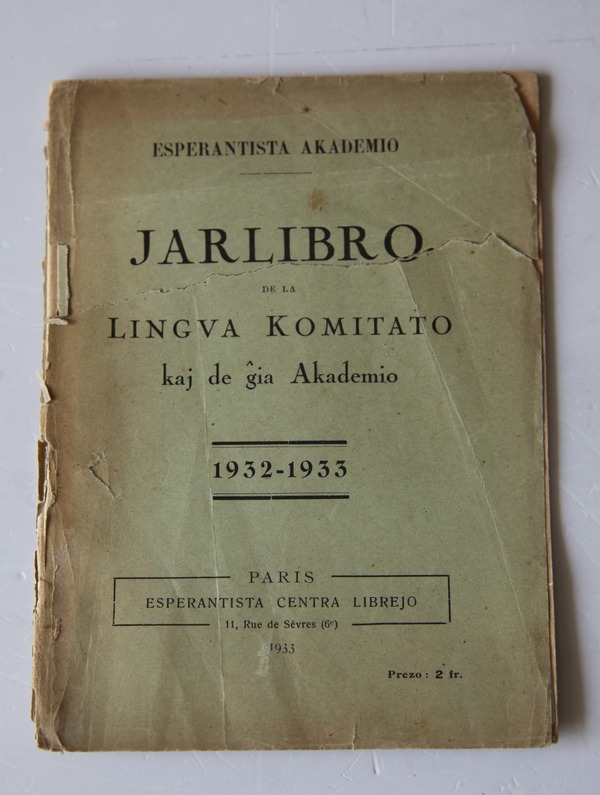 ESPERANTISTA AKADEMIO
JARLIBRO
DE LA
LINGVA KOMITATO
kaj de ĝia Akademio
1932-1933
PARIS
ESPERANTISTA CENTRA LIBREJO
11, Rue de Sèvres (6e)
1933
Prezo : 2 fr.